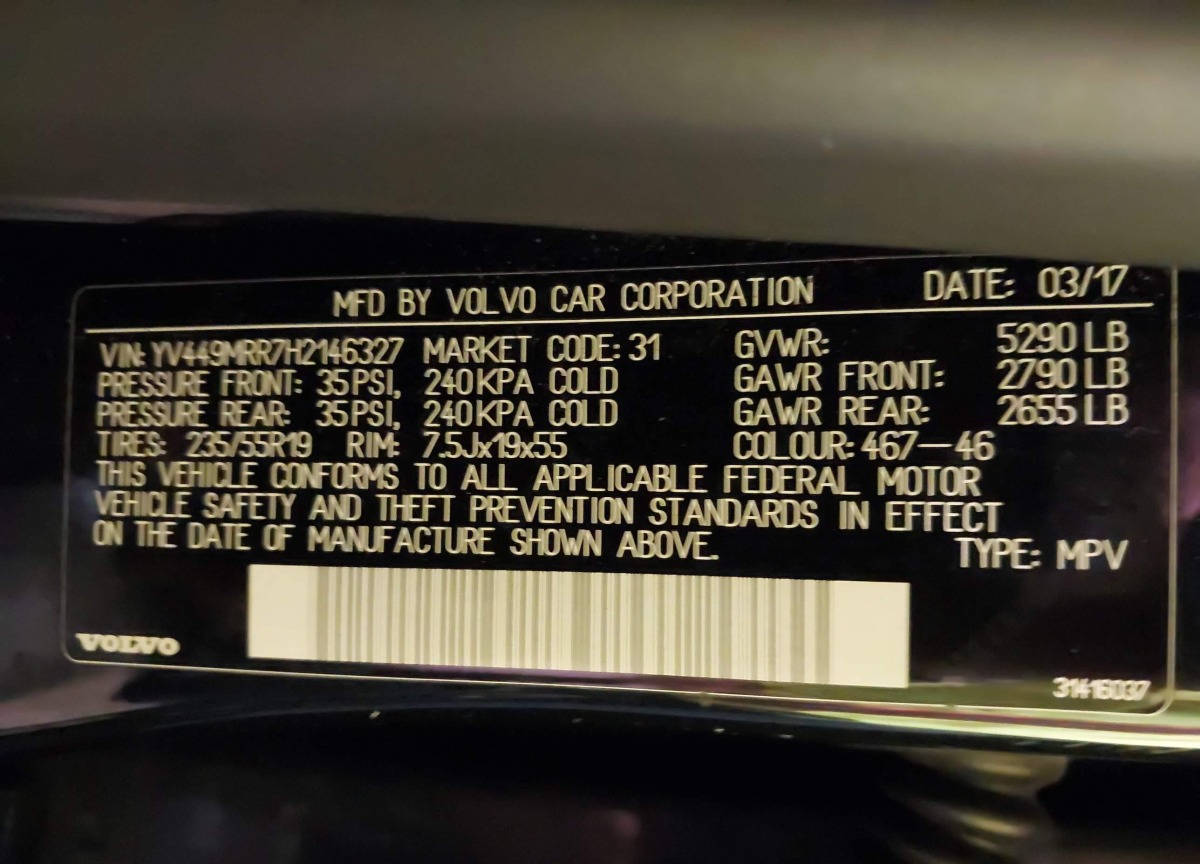 MFD BY VOLVO CAR CORPORATION DATE: 03/17
VIN: YV449MRR7H2146327 MARKET CODE: 31 GVWR: 5290 LB
PRESSURE FRONT: 35 PSI, 240 KPA COLD GAWR FRONT: 2790 LB
PRESSURE REAR: 35 PSI, 240 KPA COLD GAWR REAR: 2655 LB
TIRES: 235/55R19 RIM: 7.5Jx19x55 COLOUR: 467-46
THIS VEHICLE CONFORMS TO ALL APPLICABLE FEDERAL MOTOR
VEHICLE SAFETY AND THEFT PREVENTION STANDARDS IN EFFECT
ON THE DATE OF MANUFACTURE SHOWN ABOVE. TYPE: MPV
VOLVO
31416037